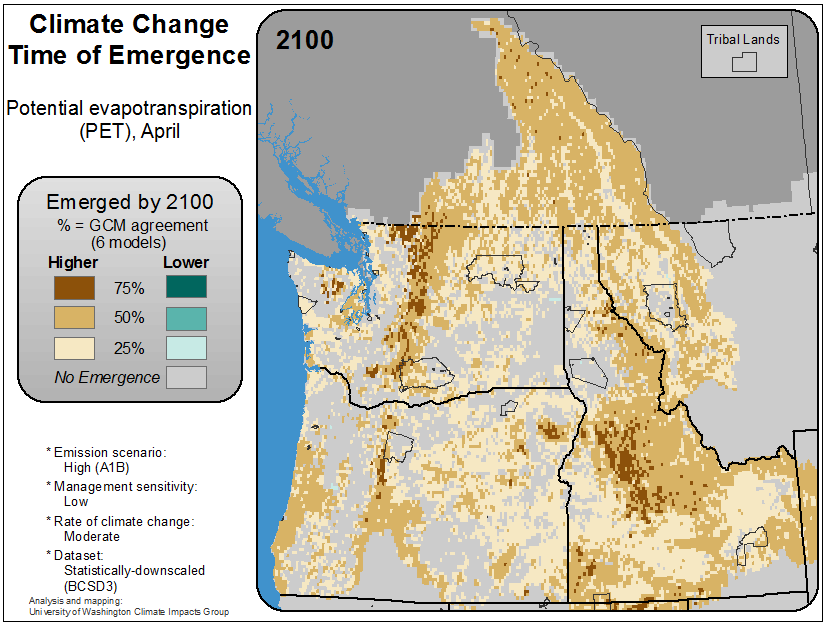 Climate Change
Time of Emergence
Potential evapotranspiration
(PET), April
Emerged by 2100
% = GCM agreement
(6 models)
Higher Lower
75%
50%
25%
No Emergence
* Emission scenario:
High (A1B)
* Management sensitivity:
Low
* Rate of climate change:
Moderate
* Dataset:
Statistically-downscaled
(BCSD3)
Analysis and mapping:
University of Washington Climate Impacts Group
2100
Tribal Lands